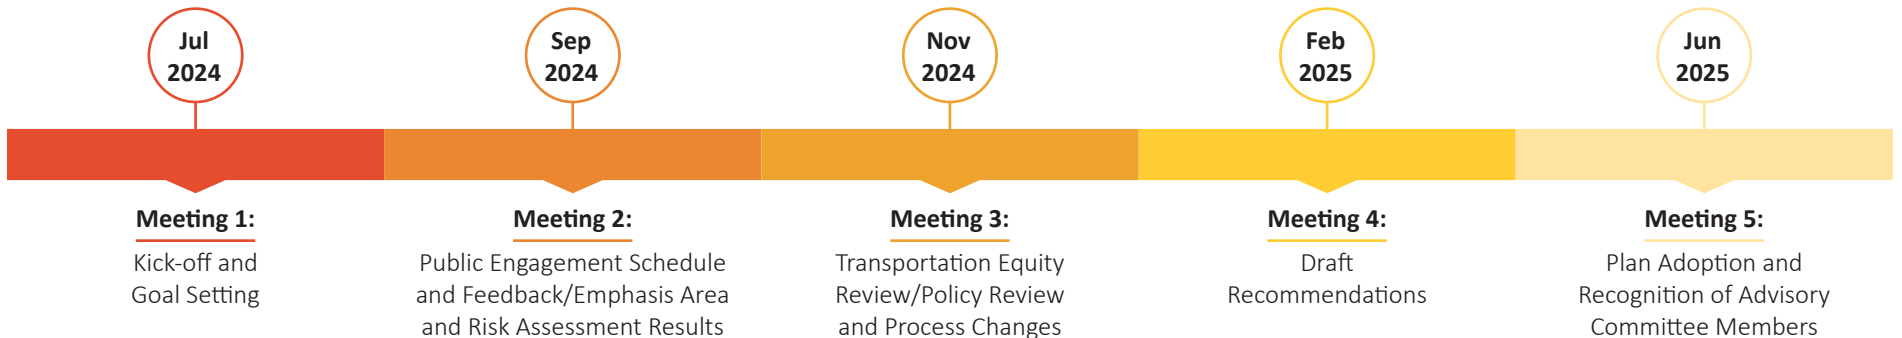 Jul
2024
Sep
2024
Nov
2024
Feb
2025
Jun
2025
Meeting 1:
Kick-off and
Goal Setting
Meeting 2:
Public Engagement Schedule
and Feedback/Emphasis Area
and Risk Assessment Results
Meeting 3:
Transportation Equity
Review/Policy Review
and Process Changes
Meeting 4:
Draft
Recommendations
Meeting 5:
Plan Adoption and
Recognition of Advisory
Committee Members